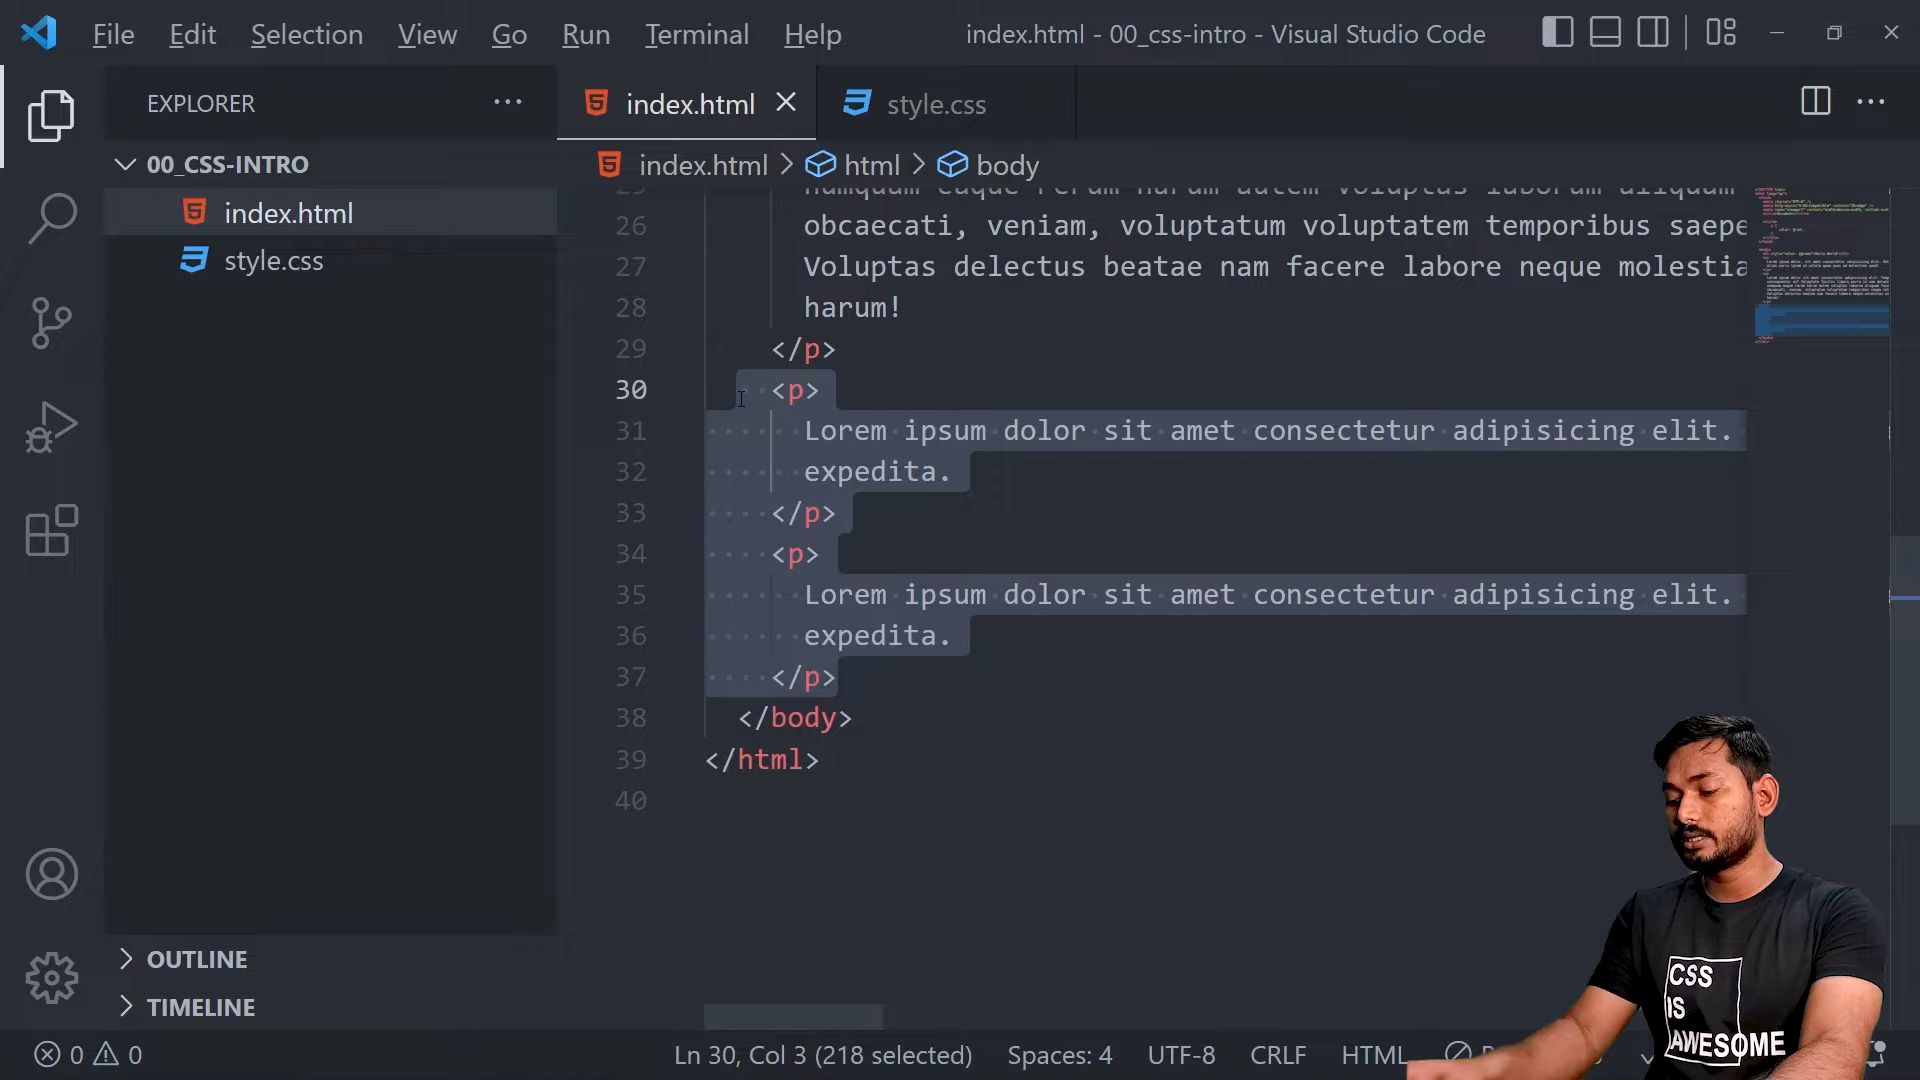 File Edit Selection View Go Run Terminal Help
index.html - 00_css-intro - Visual Studio Code
EXPLORER
00_CSS-INTRO
index.html
style.css
OUTLINE
TIMELINE
index.html style.css
index.html > html > body
26 obcaecati, veniam, voluptatum voluptatem temporibus saepe
27 Voluptas delectus beatae nam facere labore neque molestia
28 harum!
29 </p>
30 <p>
31 Lorem ipsum dolor sit amet consectetur adipisicing elit.
32 expedita.
33 </p>
34 <p>
35 Lorem ipsum dolor sit amet consectetur adipisicing elit.
36 expedita.
37 </p>
38 </body>
39 </html>
40
0 0
Ln 30, Col 3 (218 selected) Spaces: 4 UTF-8 CRLF HTML
CSS
IS
AWESOME